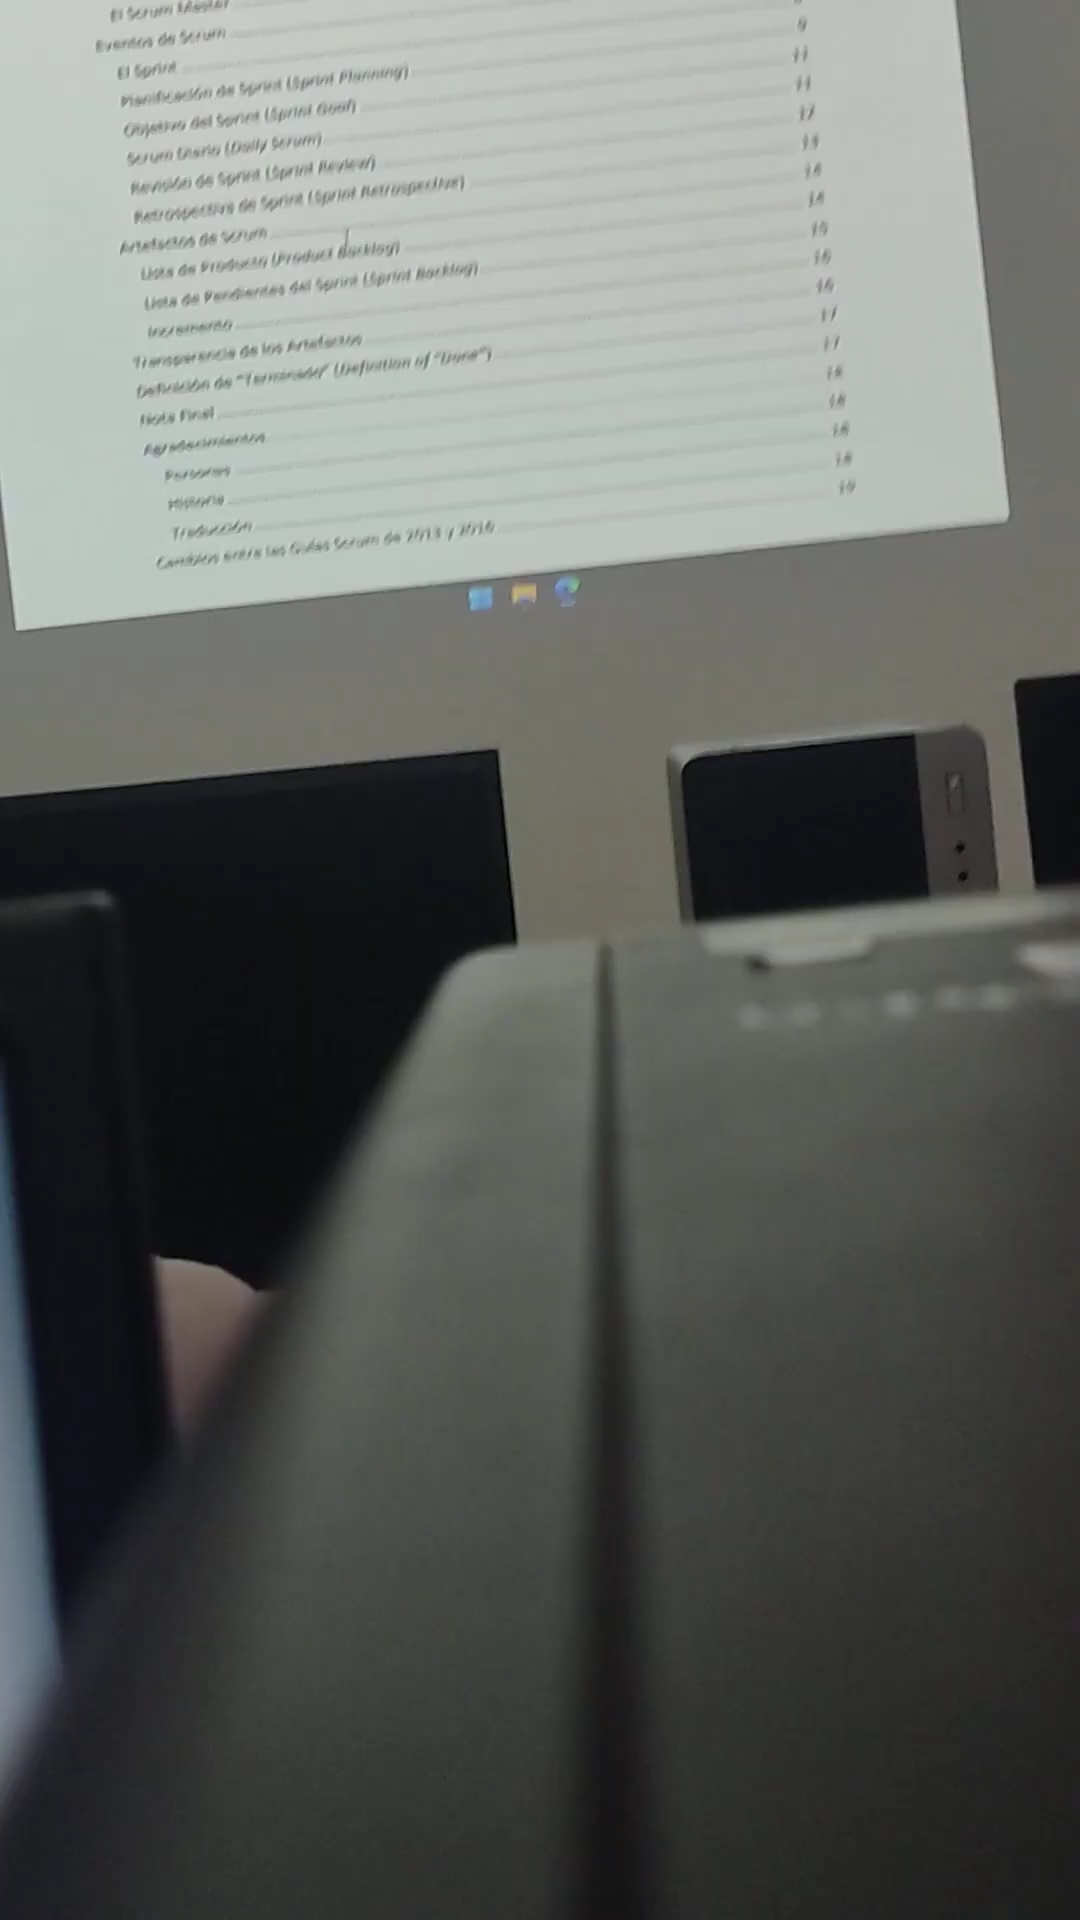 El Scrum Master
Eventos de Scrum 9
El Sprint
Planificación de Sprint (Sprint Planning) 11
Objetivo del Sprint (Sprint Goal) 11
Scrum Diario (Daily Scrum) 12
Revisión de Sprint (Sprint Review) 13
Retrospectiva de Sprint (Sprint Retrospective) 14
Artefactos de Scrum 14
Lista de Producto (Product Backlog) 15
Lista de Pendientes del Sprint (Sprint Backlog) 16
Incremento 16
Transparencia de los Artefactos 17
Definición de "Terminado" (Definition of "Done") 17
Nota Final 18
Agradecimientos 18
Personas 18
Historia 18
Traducción 19
Cambios entre las Guías Scrum de 2013 y 2016